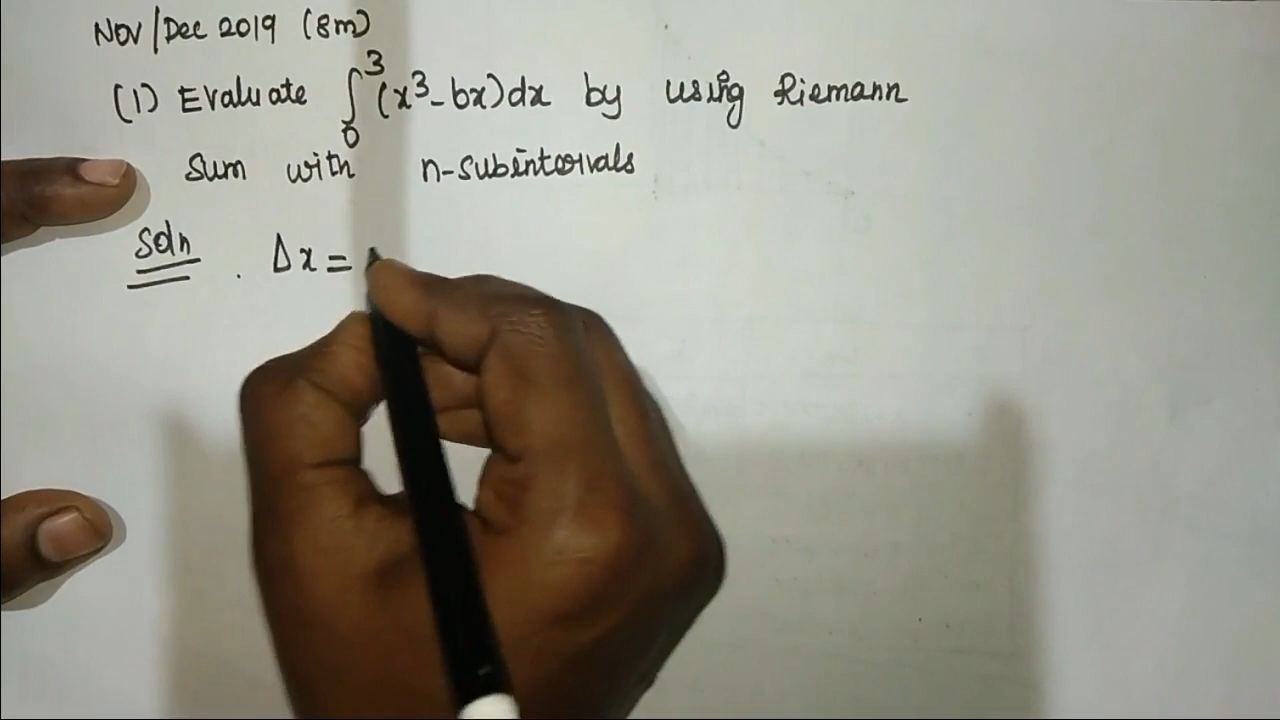 Nov/Dec 2019 (8m)
(1) Evaluate ∫₀³ (x³-6x)dx by using Riemann
Sum with n-subintervals
Soln . Δx =